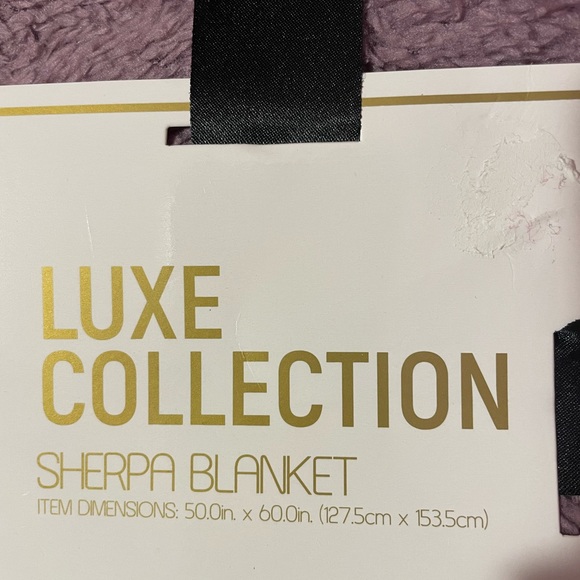 LUXE
COLLECTION
SHERPA BLANKET
ITEM DIMENSIONS: 50.0in. x 60.0in. (127.5cm x 153.5cm)